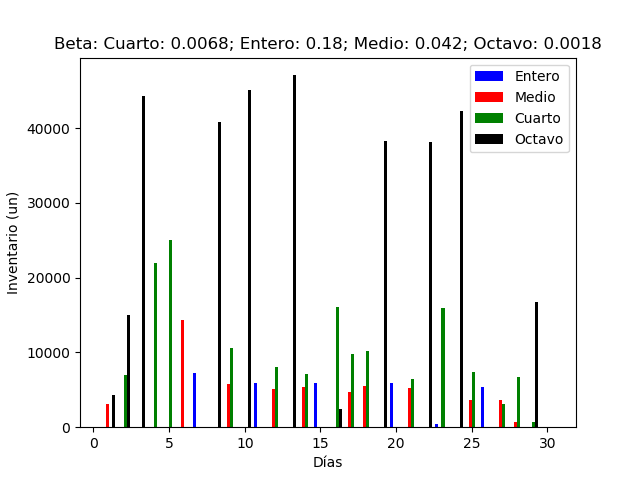 Beta: Cuarto: 0.0068; Entero: 0.18; Medio: 0.042; Octavo: 0.0018
Entero
Medio
Cuarto
Octavo
Inventario (un)
40000
30000
20000
10000
0
0 5 10 15 20 25 30
Días